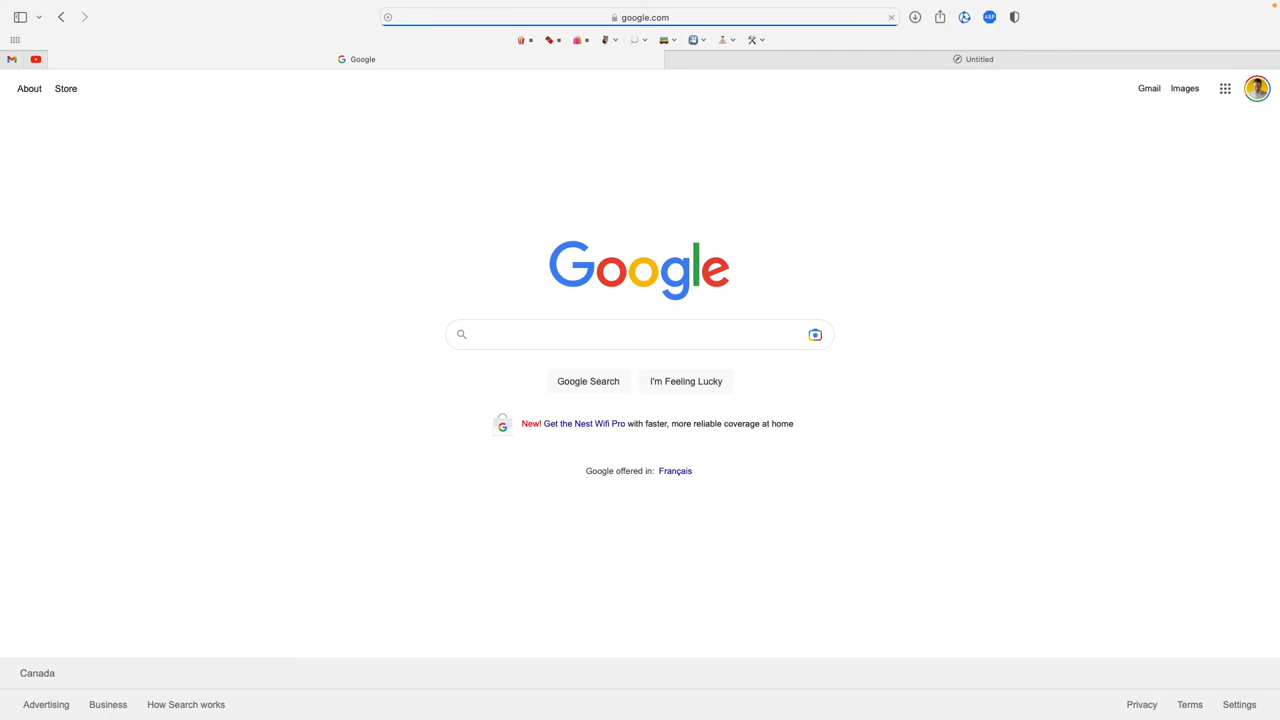 google.com
ABP
Google
Untitled
About Store
Gmail Images
Google
Google Search
I'm Feeling Lucky
New! Get the Nest Wifi Pro with faster, more reliable coverage at home
Google offered in: Français
Canada
Advertising Business How Search works
Privacy Terms Settings